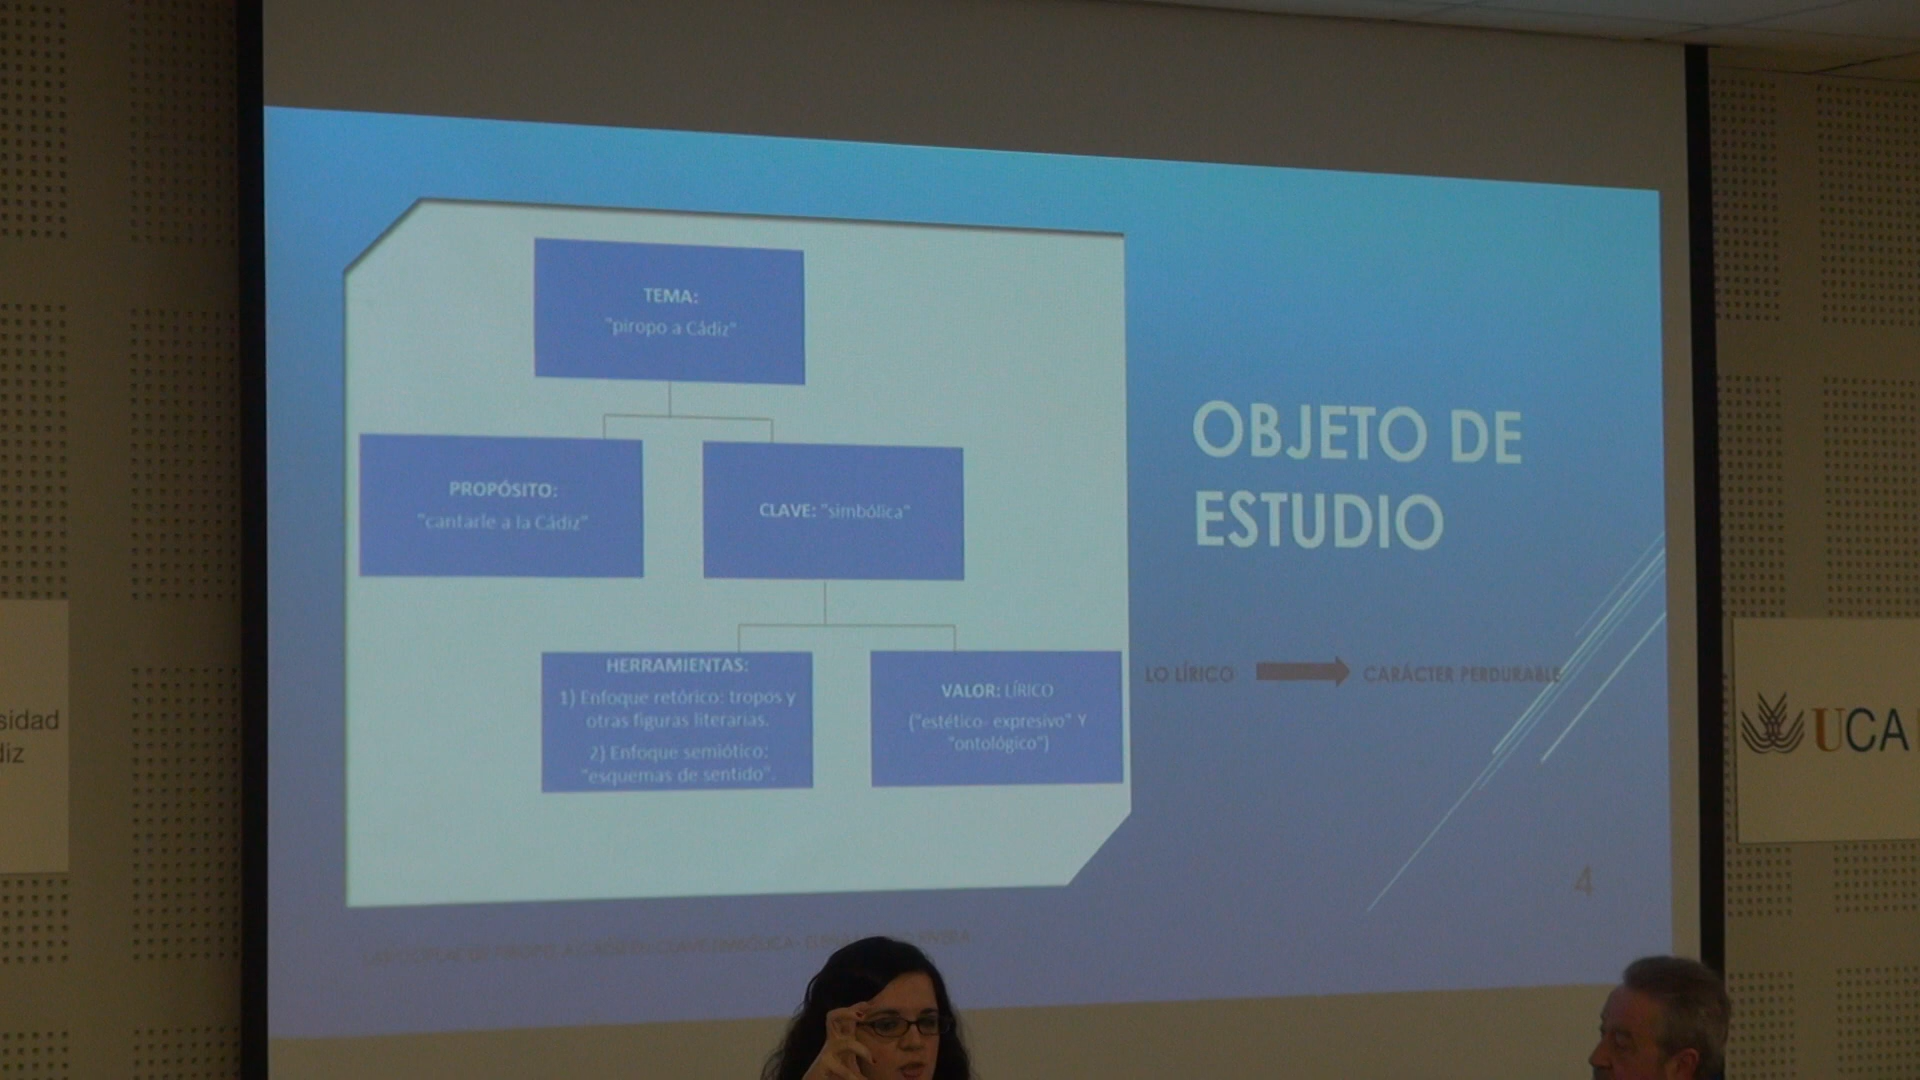 TEMA:
"piropo a Cádiz"
PROPÓSITO:
"cantarle a la Cádiz"
CLAVE: "simbólica"
HERRAMIENTAS:
1) Enfoque retórico: tropos y
otras figuras literarias.
2) Enfoque semiótico:
"esquemas de sentido".
VALOR: LÍRICO
("estético- expresivo" Y
"ontológico")
OBJETO DE
ESTUDIO
LO LÍRICO
CARÁCTER PERDURABLE
4
sidad
diz
UCA